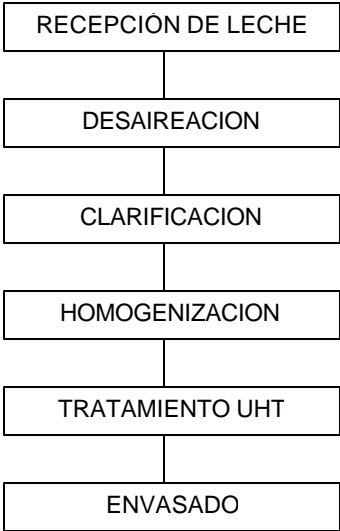 RECEPCIÓN DE LECHE
DESAIREACION
CLARIFICACION
HOMOGENIZACION
TRATAMIENTO UHT
ENVASADO